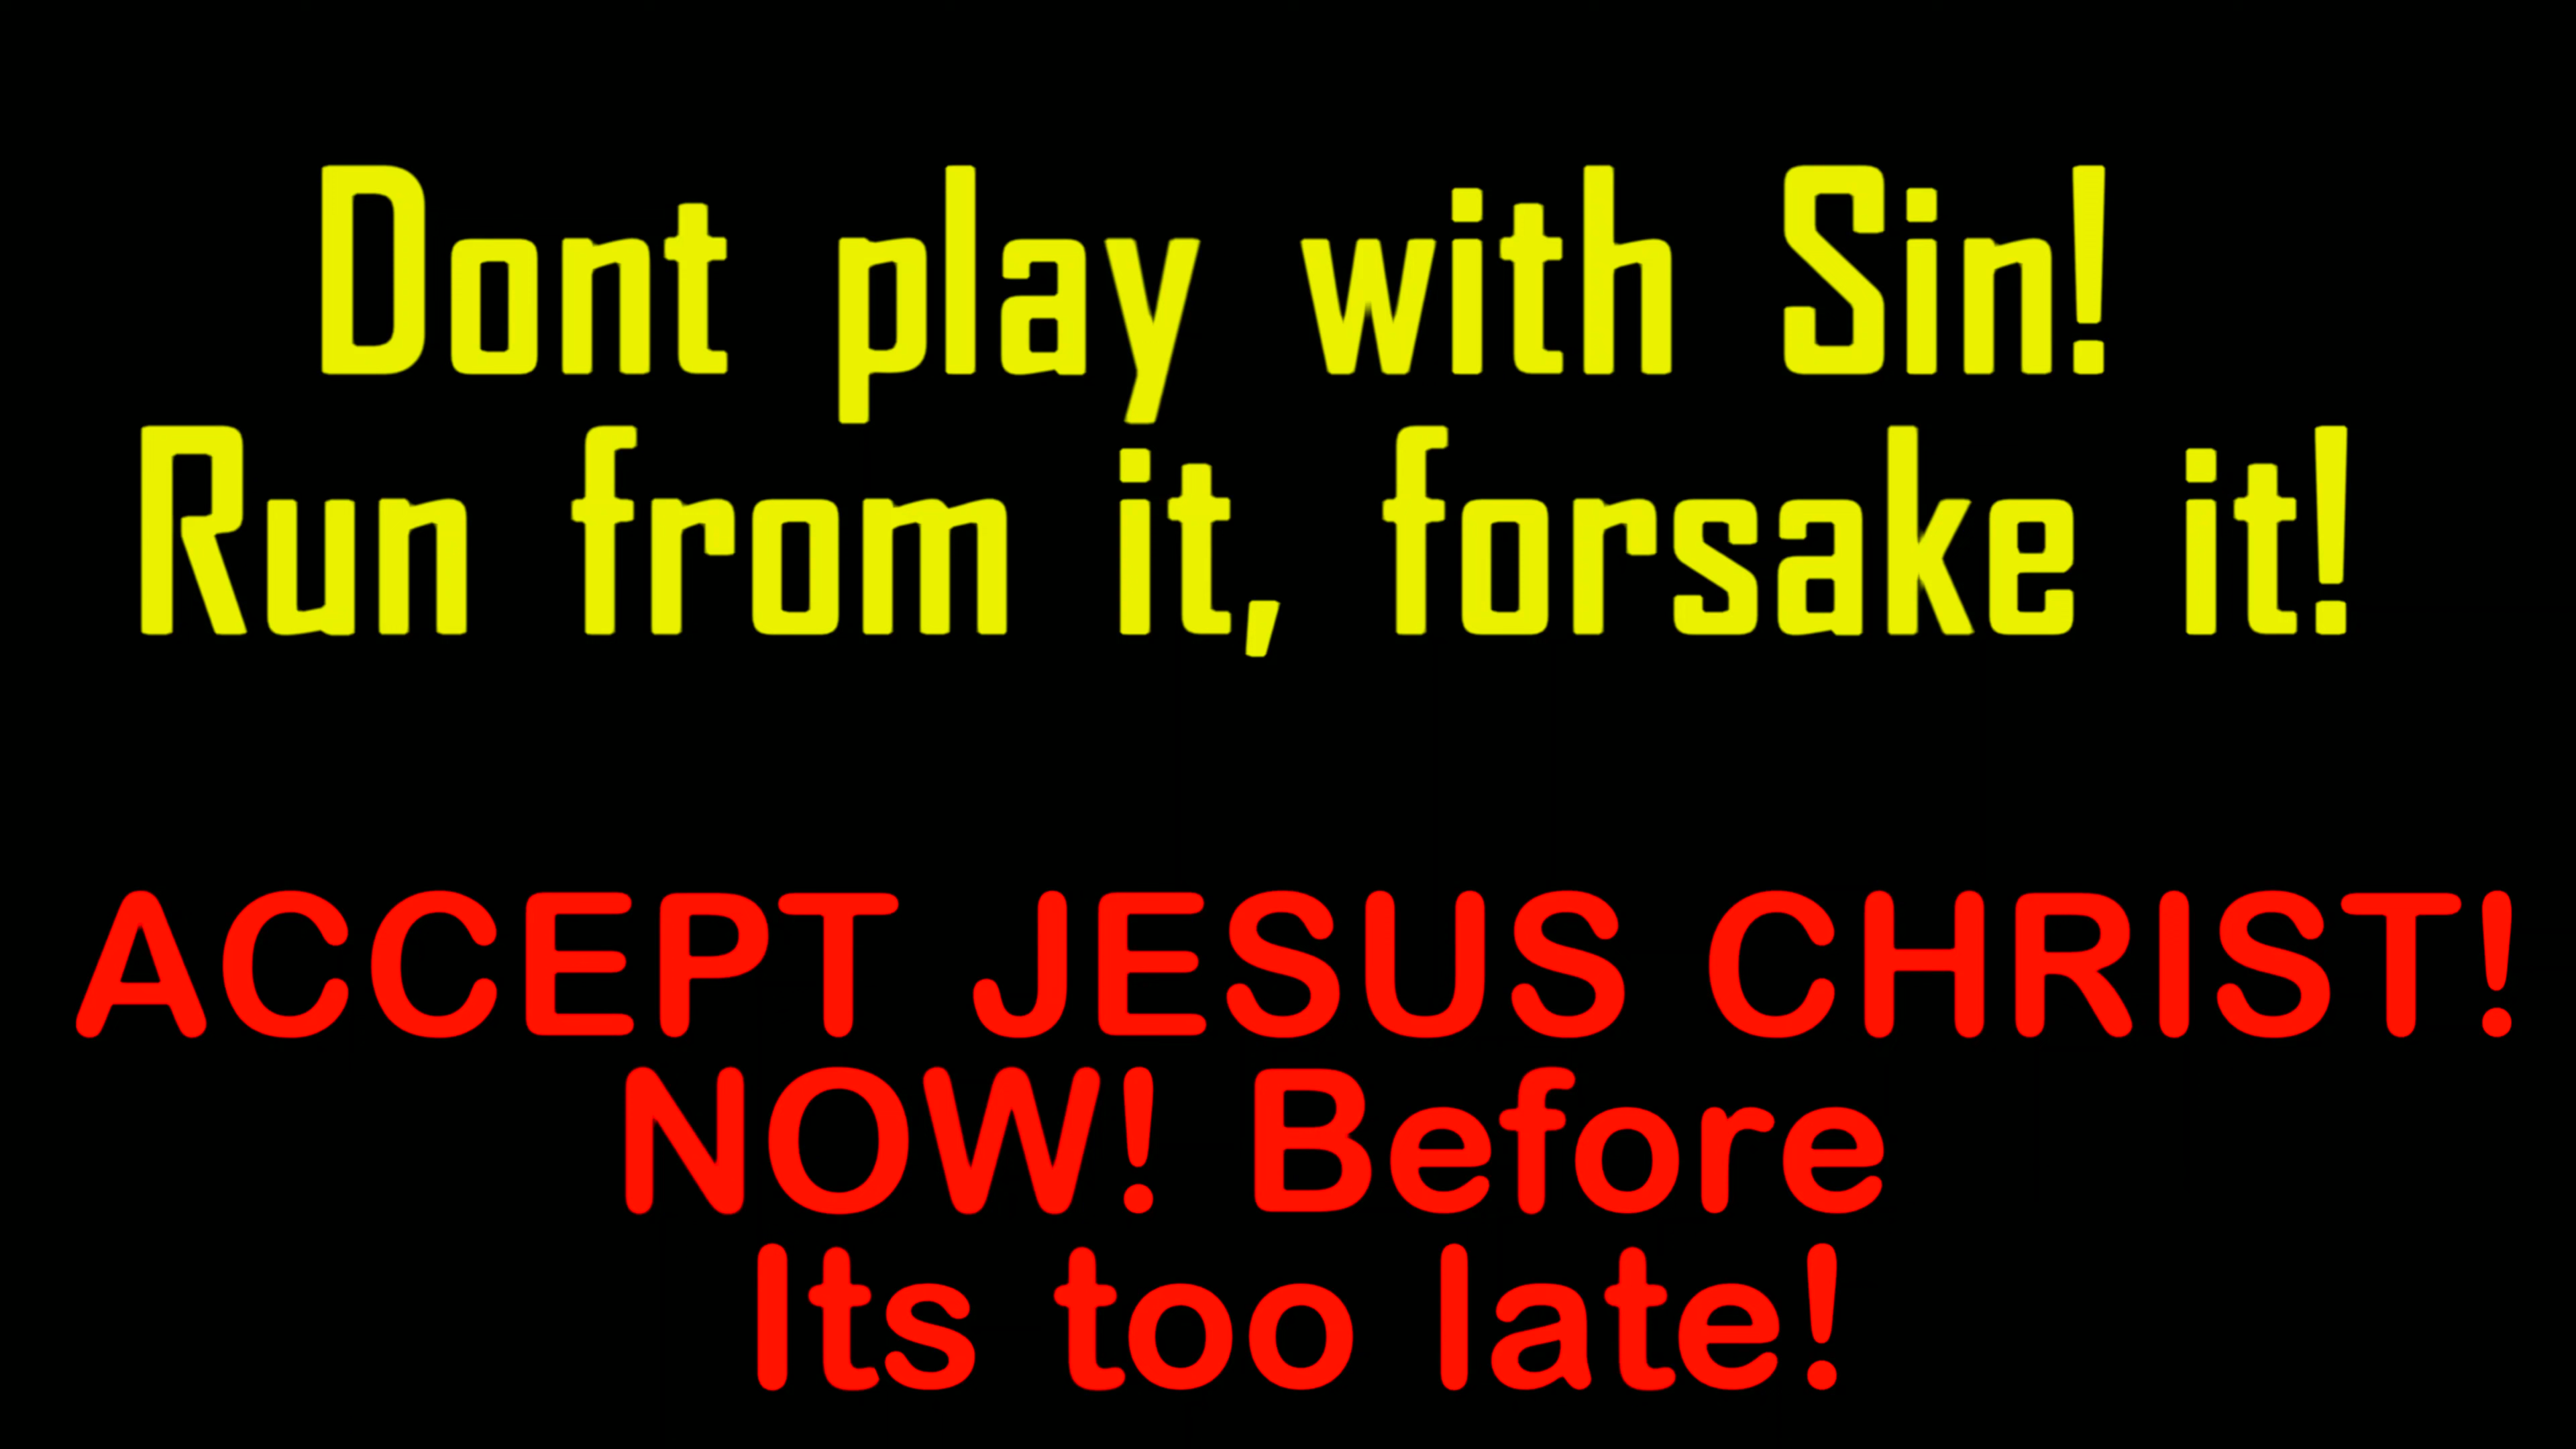 Dont play with Sin!
Run from it, forsake it!
ACCEPT JESUS CHRIST!
NOW! Before
Its too late!